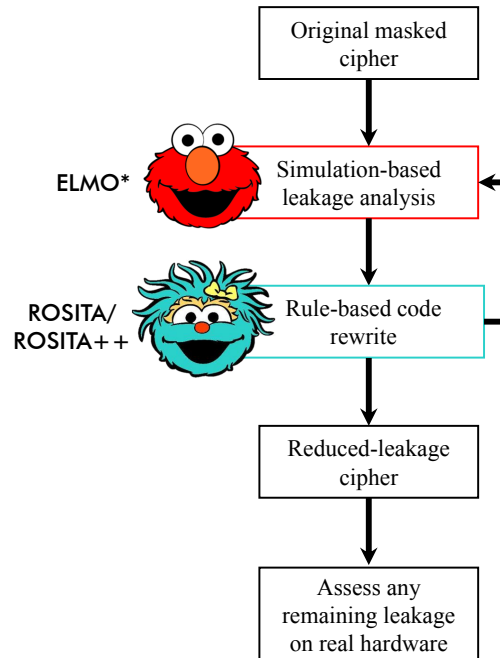 Original masked
cipher
ELMO*
Simulation-based
leakage analysis
ROSITA/
ROSITA++
Rule-based code
rewrite
Reduced-leakage
cipher
Assess any
remaining leakage
on real hardware